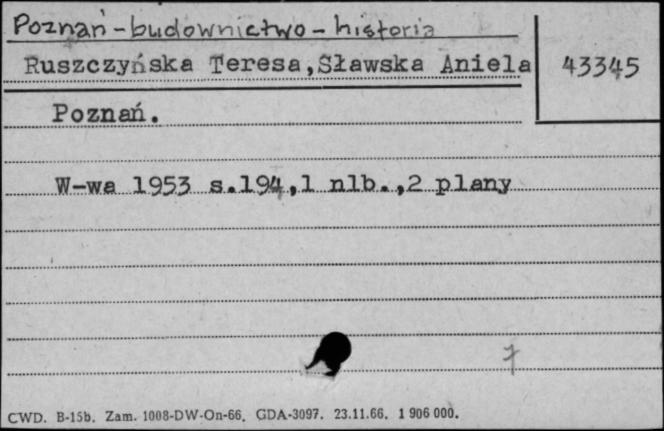 Poznań - budownictwo - historia
Ruszczyńska Teresa,Sławska Aniela
43345
Poznań.
W-wa 1953 s.194,1 nlb.,2 plany
7
CWD. B-15b. Zam. 1008-DW-On-66. GDA-3097. 23.11.66. 1 906 000.